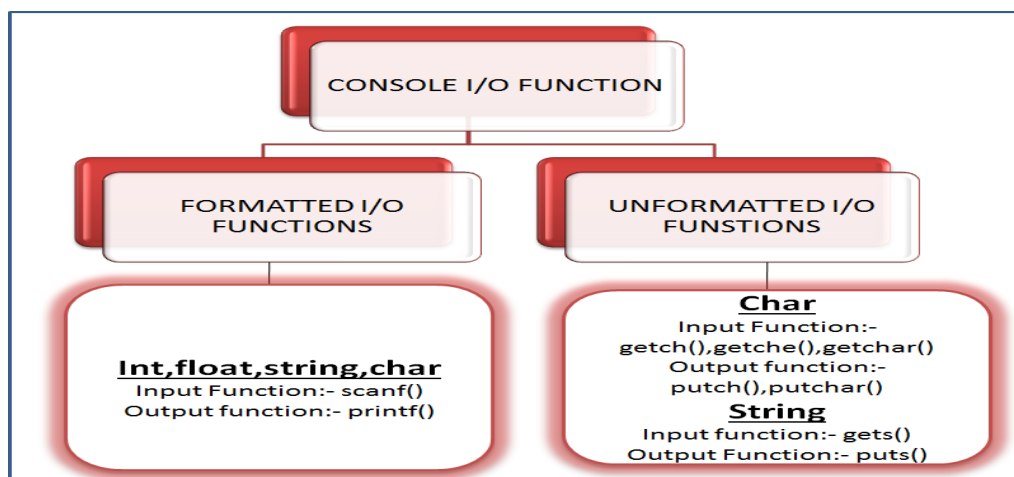 CONSOLE I/O FUNCTION
FORMATTED I/O
FUNCTIONS
UNFORMATTED I/O
FUNSTIONS
Int,float,string,char
Input Function:- scanf()
Output function:- printf()
Char
Input Function:-
getch(),getche(),getchar()
Output function:-
putch(),putchar()
String
Input function:- gets()
Output Function:- puts()